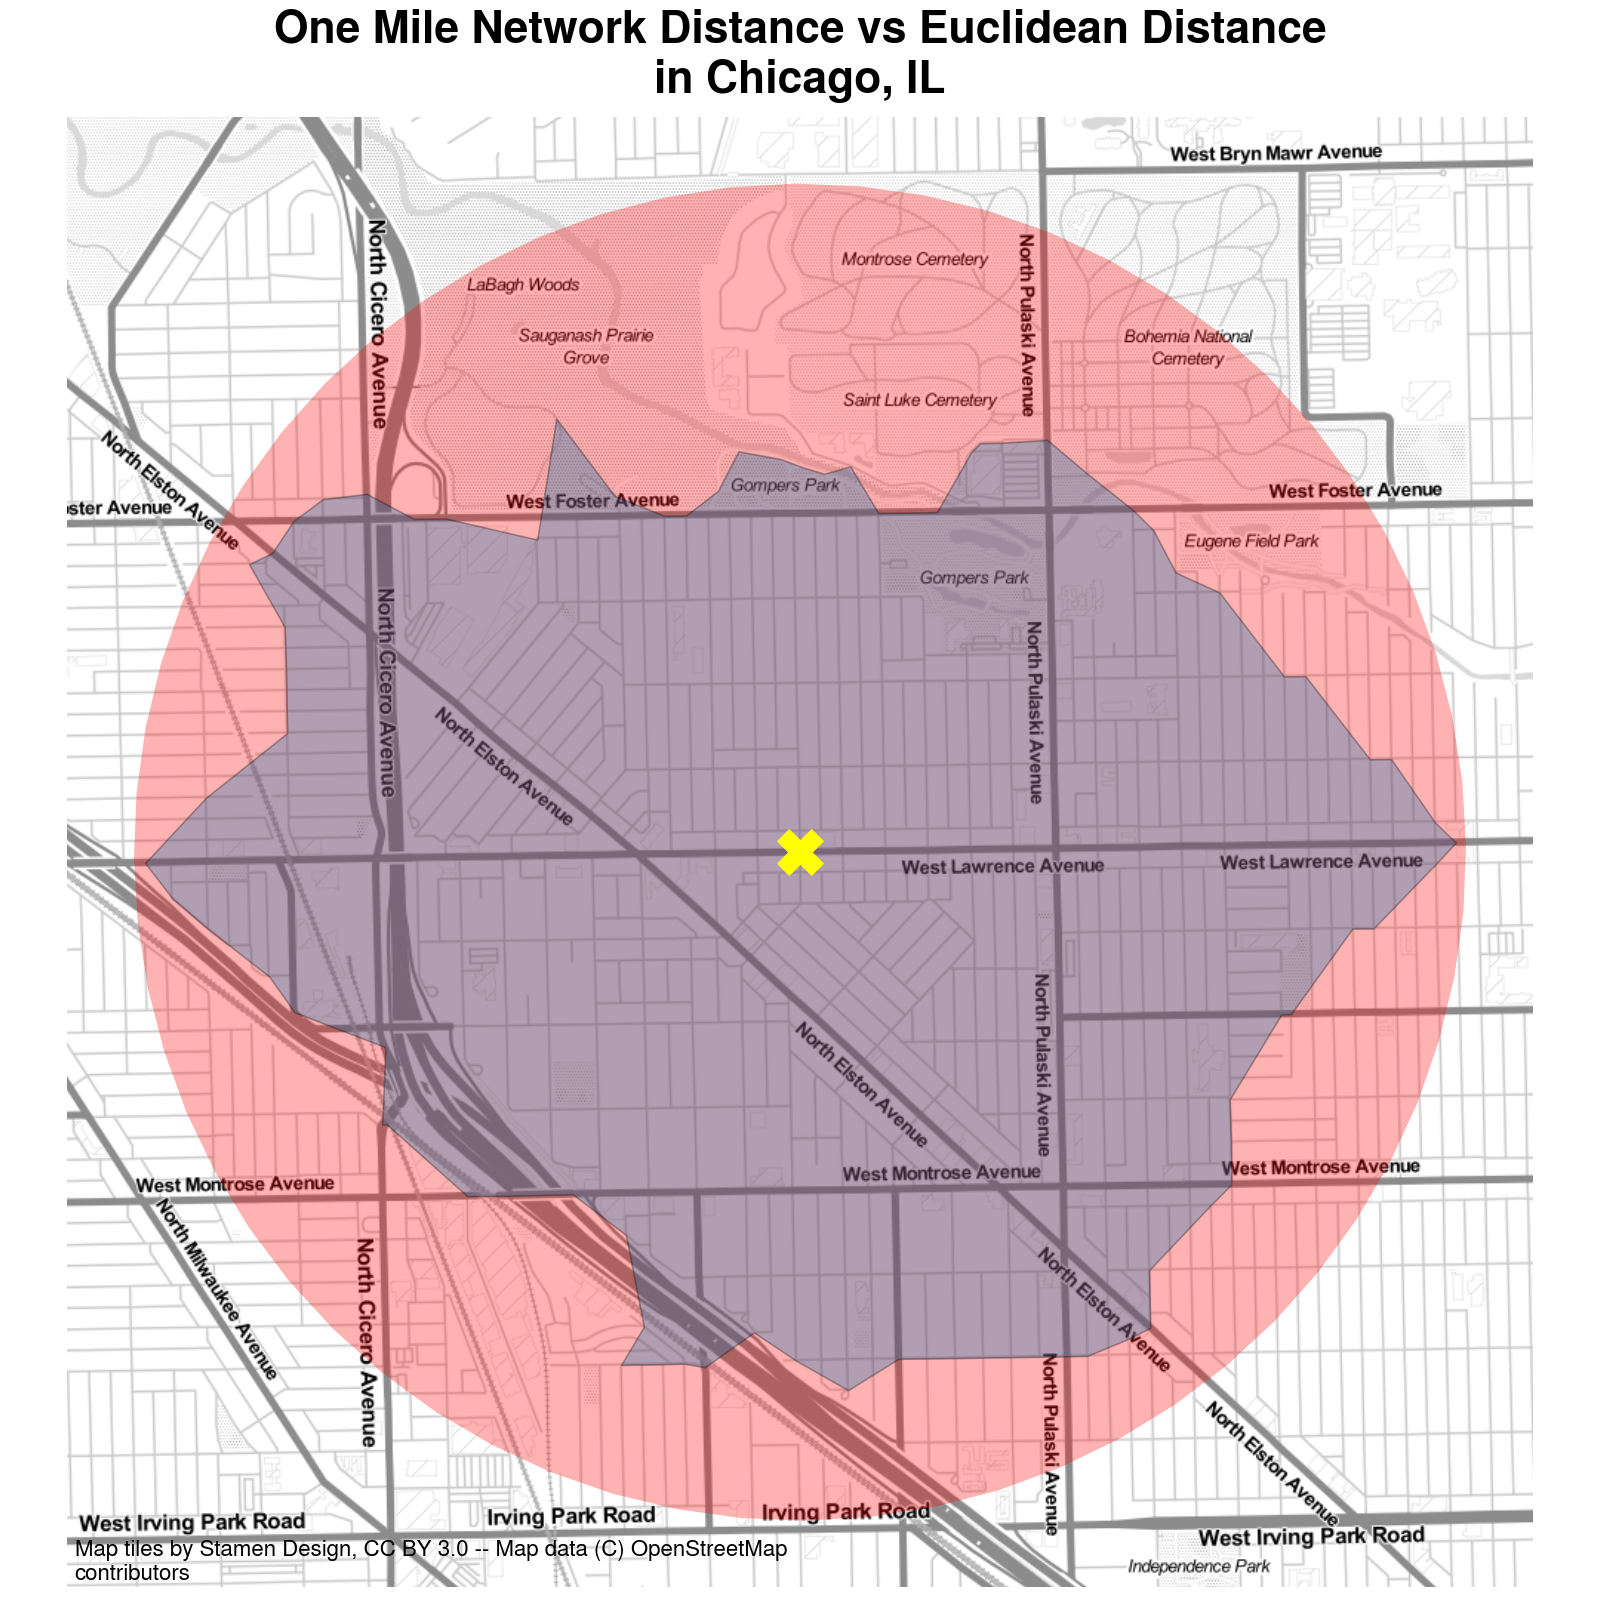 One Mile Network Distance vs Euclidean Distance
in Chicago, IL
West Bryn Mawr Avenue
North Cicero Avenue
North Pulaski Avenue
Montrose Cemetery
LaBagh Woods
Sauganash Prairie
Grove
Bohemia National
Cemetery
Saint Luke Cemetery
North Elston Avenue
ster Avenue
West Foster Avenue
Gompers Park
West Foster Avenue
Eugene Field Park
Gompers Park
North Cicero Avenue
North Pulaski Avenue
North Elston Avenue
West Lawrence Avenue
West Lawrence Avenue
North Pulaski Avenue
North Elston Avenue
West Montrose Avenue
West Montrose Avenue
West Montrose Avenue
North Milwaukee Avenue
North Cicero Avenue
North Elston Avenue
North Pulaski Avenue
North Elston Avenue
West Irving Park Road
Irving Park Road
Irving Park Road
West Irving Park Road
Independence Park
Map tiles by Stamen Design, CC BY 3.0 -- Map data (C) OpenStreetMap
contributors